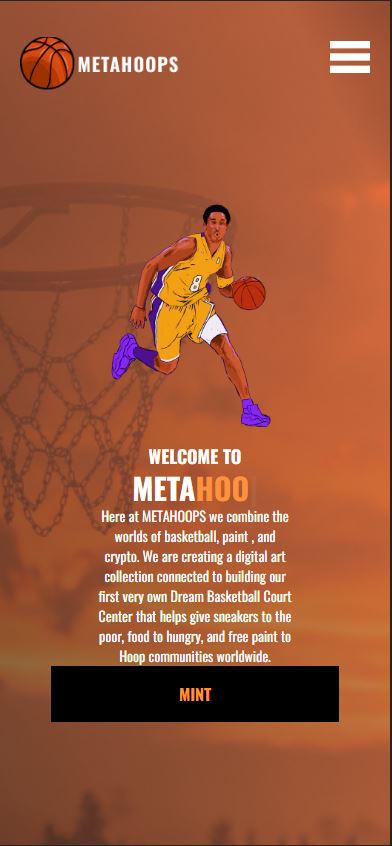 METAHOOPS
8
WELCOME TO
METAHOO
Here at METAHOOPS we combine the
worlds of basketball, paint , and
crypto. We are creating a digital art
collection connected to building our
first very own Dream Basketball Court
Center that helps give sneakers to the
poor, food to hungry, and free paint to
Hoop communities worldwide.
MINT